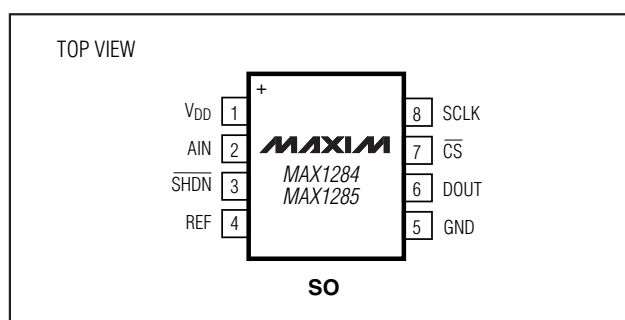 TOP VIEW
+
VDD 1
AIN 2
SHDN 3
REF 4
MAXIM
MAX1284
MAX1285
8 SCLK
7 CS
6 DOUT
5 GND
SO